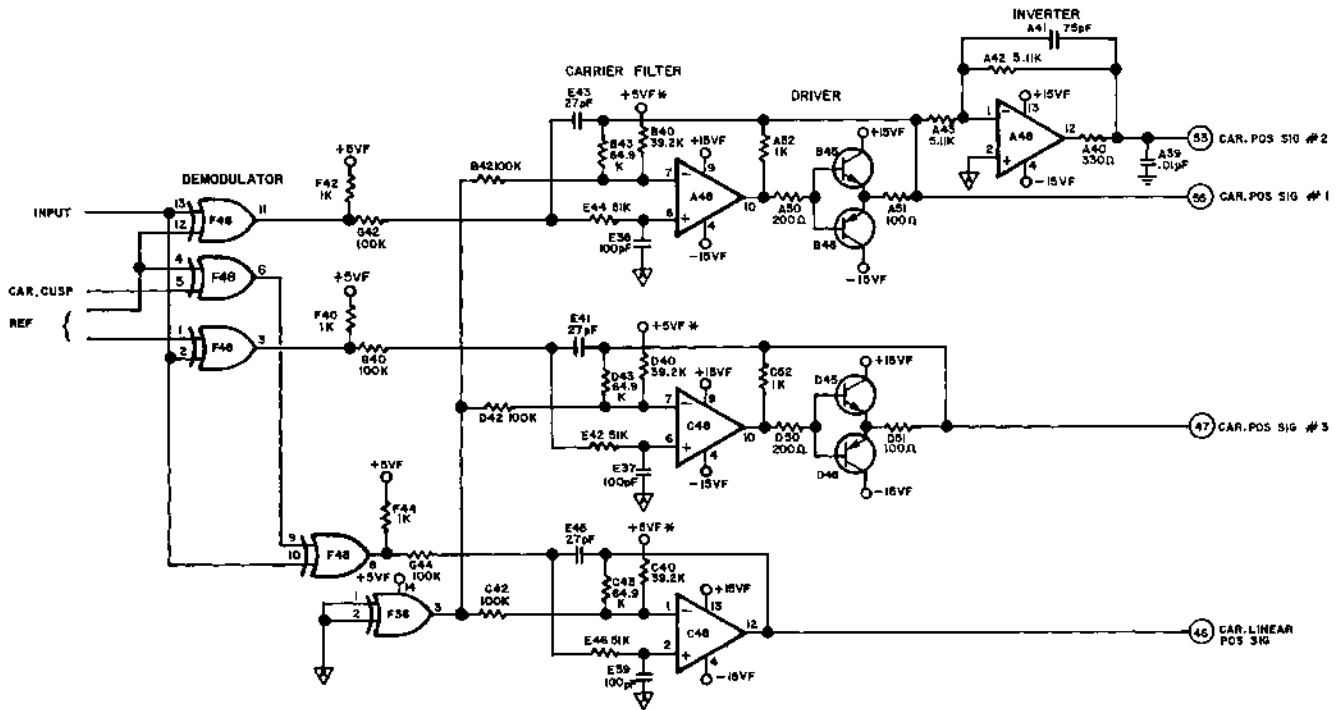 INVERTER
A41 75pF
A42 5.11K
CARRIER FILTER
+5VF*
E43
27pF
DRIVER
+15VF
13
1
A48
12
2
4
-15VF
A40
330Ω
A39
.01µF
53 CAR. POS SIG #2
A43
5.11K
B43
64.9
K
B40
39.2K
+15VF
9
A52
1K
B45
+15VF
B42 100K
7
A48
10
A50
200Ω
A51
100Ω
56 CAR. POS SIG #1
B46
-15VF
E44 51K
6
E38
100pF
4
-15VF
+5VF
F42
1K
DEMODULATOR
INPUT
13
12
F48
11
G42
100K
CAR. CUSP
4
5
F48
6
REF {
1
2
F48
3
+5VF
F40
1K
B40
100K
E41
27pF
+5VF*
D43
64.9
K
D40
39.2K
+15VF
9
C52
1K
D45
+15VF
D42 100K
7
C48
10
D50
200Ω
D51
100Ω
47 CAR. POS SIG #3
D46
-15VF
E42 51K
6
E37
100pF
4
-15VF
+5VF
F44
1K
9
10
F48
8
G44
100K
E45
27pF
+5VF*
C43
64.9
K
C40
39.2K
+15VF
13
+5VF
14
1
2
F36
3
C42
100K
1
C48
12
46 CAR. LINEAR
POS SIG
E46 51K
2
E39
100pF
4
-15VF